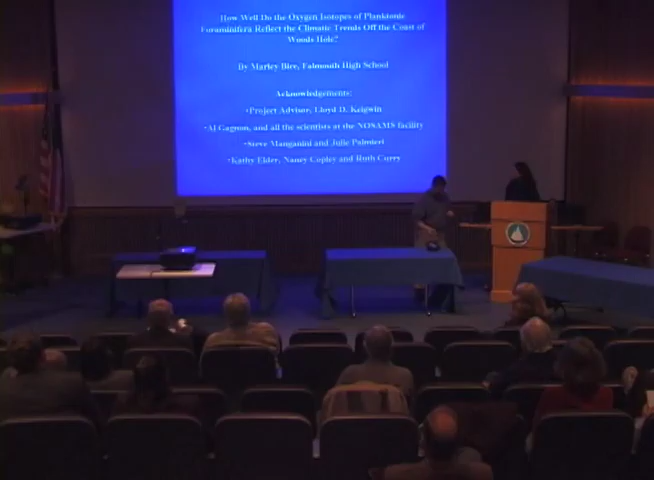 How Well Do the Oxygen Isotopes of Planktonic
Foraminifera Reflect the Climatic Trends Off the Coast of
Woods Hole?
By Marley Bice, Falmouth High School
Acknowledgements:
•Project Advisor, Lloyd D. Keigwin
•Al Gagnon, and all the scientists at the NOSAMS facility
•Steve Manganini and Julie Palmieri
•Kathy Elder, Nancy Copley and Ruth Curry